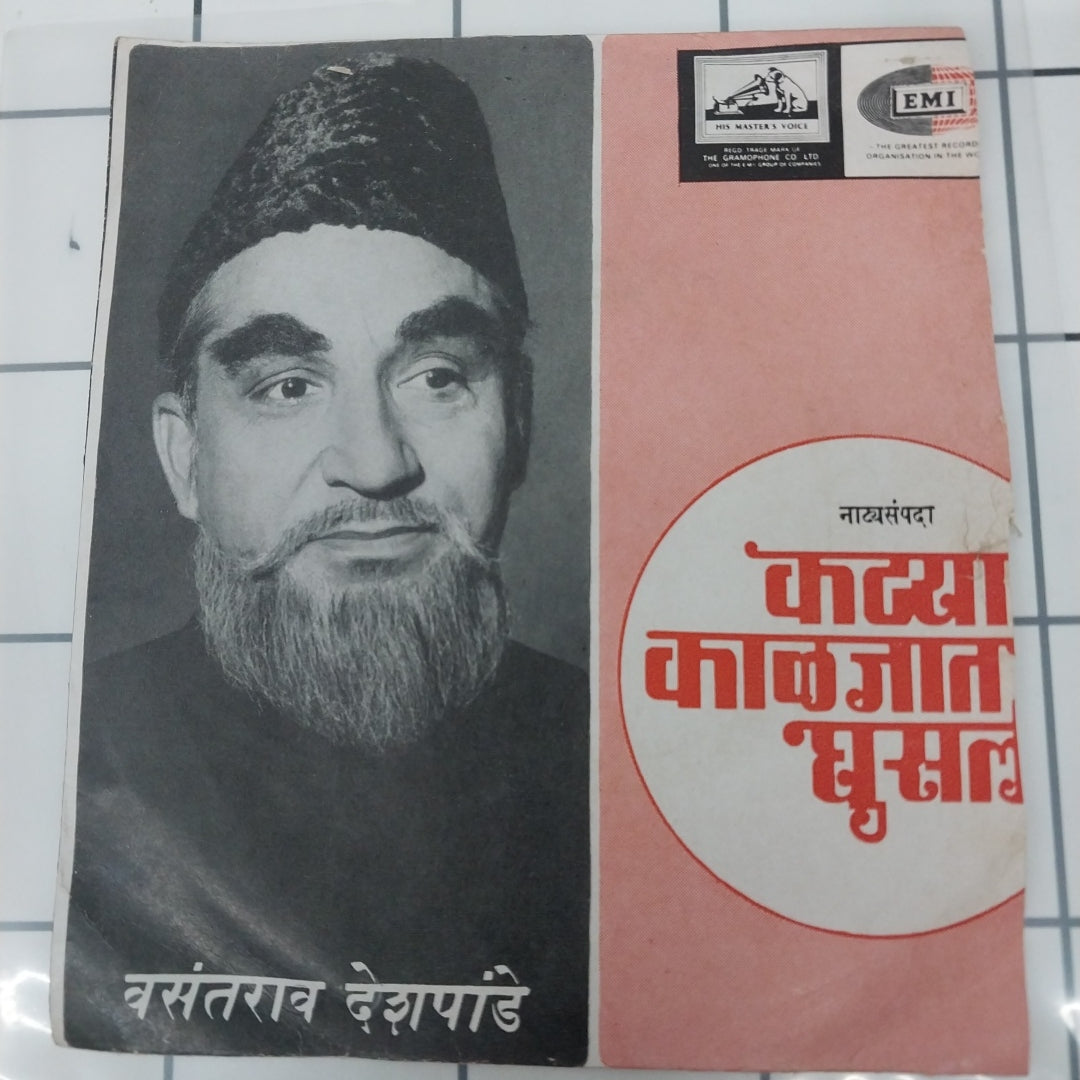 HIS MASTER'S VOICE
REGD TRADE MARK OF
THE GRAMOPHONE CO LTD
ONE OF THE E·M·I GROUP OF COMPANIES
EMI
- THE GREATEST RECORD
ORGANISATION IN THE WO
नाट्यसंपदा
कट्यार
काळजात
घुसल
वसंतराव देशपांडे